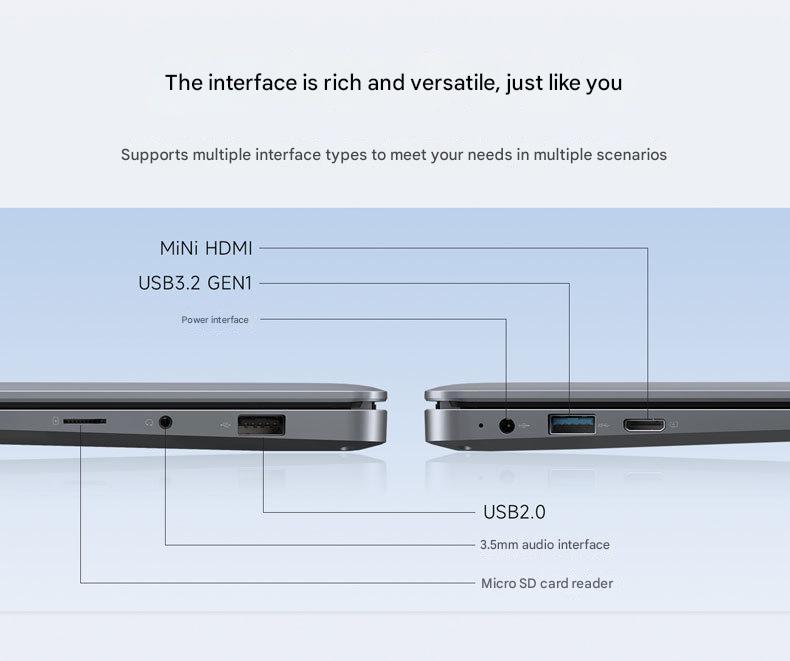 The interface is rich and versatile, just like you
Supports multiple interface types to meet your needs in multiple scenarios
MiNi HDMI
USB3.2 GEN1
Power interface
USB2.0
3.5mm audio interface
Micro SD card reader